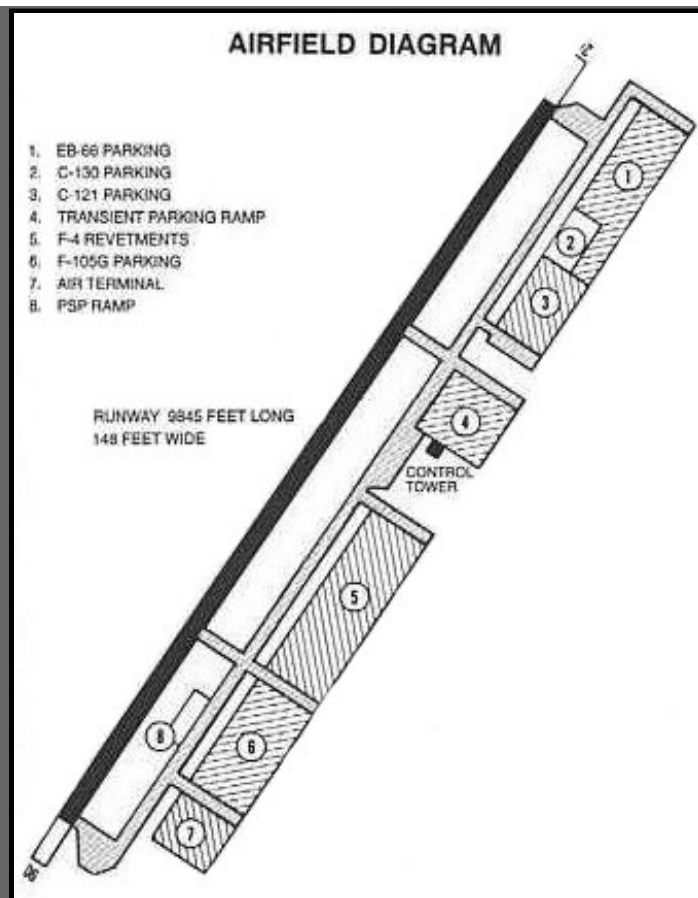 AIRFIELD DIAGRAM
1. EB-66 PARKING
2. C-130 PARKING
3. C-121 PARKING
4. TRANSIENT PARKING RAMP
5. F-4 REVETMENTS
6. F-105G PARKING
7. AIR TERMINAL
8. PSP RAMP
RUNWAY 9845 FEET LONG
148 FEET WIDE
CONTROL
TOWER
1
2
3
4
5
6
7
8